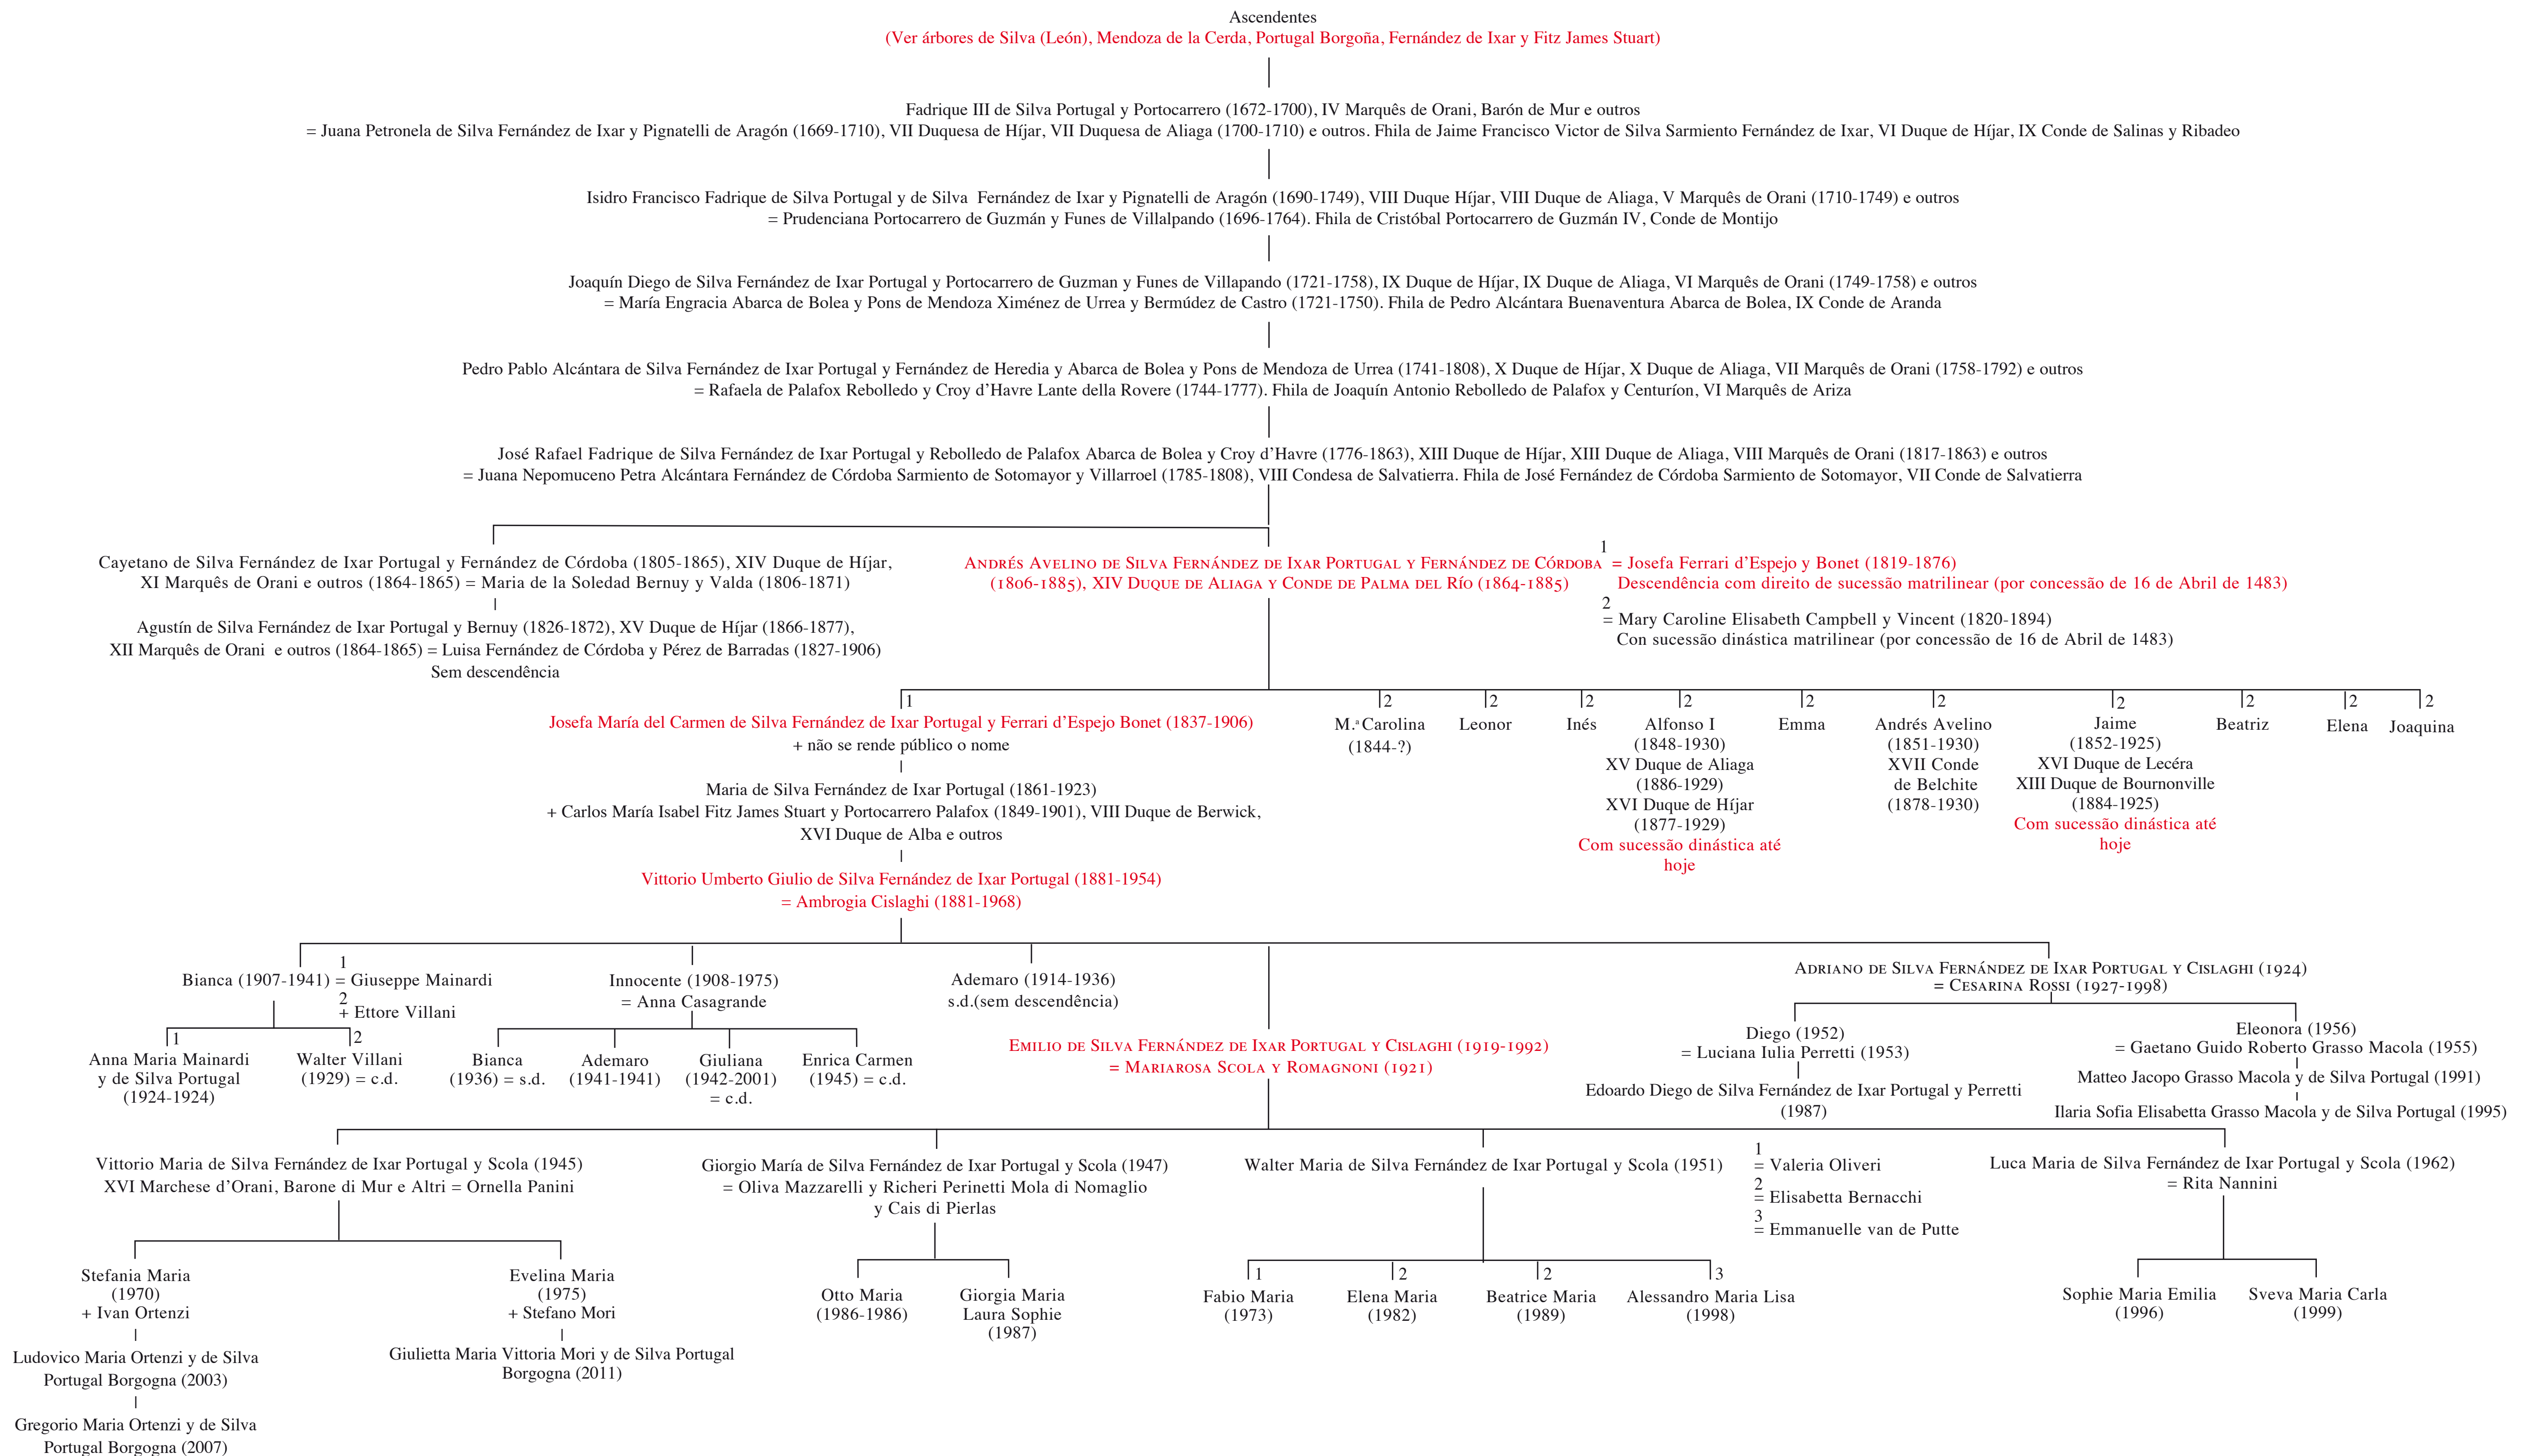 Ascendentes
(Ver árbores de Silva (León), Mendoza de la Cerda, Portugal Borgoña, Fernández de Ixar y Fitz James Stuart)
Fadrique III de Silva Portugal y Portocarrero (1672-1700), IV Marquês de Orani, Barón de Mur e outros
= Juana Petronela de Silva Fernández de Ixar y Pignatelli de Aragón (1669-1710), VII Duquesa de Híjar, VII Duquesa de Aliaga (1700-1710) e outros. Fhila de Jaime Francisco Victor de Silva Sarmiento Fernández de Ixar, VI Duque de Híjar, IX Conde de Salinas y Ribadeo
Isidro Francisco Fadrique de Silva Portugal y de Silva Fernández de Ixar y Pignatelli de Aragón (1690-1749), VIII Duque Híjar, VIII Duque de Aliaga, V Marquês de Orani (1710-1749) e outros
= Prudenciana Portocarrero de Guzmán y Funes de Villalpando (1696-1764). Fhila de Cristóbal Portocarrero de Guzmán IV, Conde de Montijo
Joaquín Diego de Silva Fernández de Ixar Portugal y Portocarrero de Guzman y Funes de Villapando (1721-1758), IX Duque de Híjar, IX Duque de Aliaga, VI Marquês de Orani (1749-1758) e outros
= María Engracia Abarca de Bolea y Pons de Mendoza Ximénez de Urrea y Bermúdez de Castro (1721-1750). Fhila de Pedro Alcántara Buenaventura Abarca de Bolea, IX Conde de Aranda
Pedro Pablo Alcántara de Silva Fernández de Ixar Portugal y Fernández de Heredia y Abarca de Bolea y Pons de Mendoza de Urrea (1741-1808), X Duque de Híjar, X Duque de Aliaga, VII Marquês de Orani (1758-1792) e outros
= Rafaela de Palafox Rebolledo y Croy d’Havre Lante della Rovere (1744-1777). Fhila de Joaquín Antonio Rebolledo de Palafox y Centuríon, VI Marquês de Ariza
José Rafael Fadrique de Silva Fernández de Ixar Portugal y Rebolledo de Palafox Abarca de Bolea y Croy d’Havre (1776-1863), XIII Duque de Híjar, XIII Duque de Aliaga, VIII Marquês de Orani (1817-1863) e outros
= Juana Nepomuceno Petra Alcántara Fernández de Córdoba Sarmiento de Sotomayor y Villarroel (1785-1808), VIII Condesa de Salvatierra. Fhila de José Fernández de Córdoba Sarmiento de Sotomayor, VII Conde de Salvatierra
Cayetano de Silva Fernández de Ixar Portugal y Fernández de Córdoba (1805-1865), XIV Duque de Híjar,
XI Marquês de Orani e outros (1864-1865) = Maria de la Soledad Bernuy y Valda (1806-1871)
Agustín de Silva Fernández de Ixar Portugal y Bernuy (1826-1872), XV Duque de Híjar (1866-1877),
XII Marquês de Orani e outros (1864-1865) = Luisa Fernández de Córdoba y Pérez de Barradas (1827-1906)
Sem descendência
Andrés Avelino de Silva Fernández de Ixar Portugal y Fernández de Córdoba
(1806-1885), XIV Duque de Aliaga y Conde de Palma del Río (1864-1885)
1
= Josefa Ferrari d’Espejo y Bonet (1819-1876)
Descendência com direito de sucessão matrilinear (por concessão de 16 de Abril de 1483)
2
= Mary Caroline Elisabeth Campbell y Vincent (1820-1894)
Con sucessão dinástica matrilinear (por concessão de 16 de Abril de 1483)
1
Josefa María del Carmen de Silva Fernández de Ixar Portugal y Ferrari d’Espejo Bonet (1837-1906)
+ não se rende público o nome
Maria de Silva Fernández de Ixar Portugal (1861-1923)
+ Carlos María Isabel Fitz James Stuart y Portocarrero Palafox (1849-1901), VIII Duque de Berwick,
XVI Duque de Alba e outros
Vittorio Umberto Giulio de Silva Fernández de Ixar Portugal (1881-1954)
= Ambrogia Cislaghi (1881-1968)
2
M.ª Carolina
(1844-?)
2
Leonor
2
Inés
2
Alfonso I
(1848-1930)
XV Duque de Aliaga
(1886-1929)
XVI Duque de Híjar
(1877-1929)
Com sucessão dinástica até
hoje
2
Emma
2
Andrés Avelino
(1851-1930)
XVII Conde
de Belchite
(1878-1930)
2
Jaime
(1852-1925)
XVI Duque de Lecéra
XIII Duque de Bournonville
(1884-1925)
Com sucessão dinástica até
hoje
2
Beatriz
2
Elena
2
Joaquina
Bianca (1907-1941)
1
= Giuseppe Mainardi
2
+ Ettore Villani
1
Anna Maria Mainardi
y de Silva Portugal
(1924-1924)
2
Walter Villani
(1929) = c.d.
Innocente (1908-1975)
= Anna Casagrande
Bianca
(1936) = s.d.
Ademaro
(1941-1941)
Giuliana
(1942-2001)
= c.d.
Enrica Carmen
(1945) = c.d.
Ademaro (1914-1936)
s.d.(sem descendência)
Emilio de Silva Fernández de Ixar Portugal y Cislaghi (1919-1992)
= Mariarosa Scola y Romagnoni (1921)
Adriano de Silva Fernández de Ixar Portugal y Cislaghi (1924)
= Cesarina Rossi (1927-1998)
Diego (1952)
= Luciana Iulia Perretti (1953)
Edoardo Diego de Silva Fernández de Ixar Portugal y Perretti
(1987)
Eleonora (1956)
= Gaetano Guido Roberto Grasso Macola (1955)
Matteo Jacopo Grasso Macola y de Silva Portugal (1991)
Ilaria Sofia Elisabetta Grasso Macola y de Silva Portugal (1995)
Vittorio Maria de Silva Fernández de Ixar Portugal y Scola (1945)
XVI Marchese d’Orani, Barone di Mur e Altri = Ornella Panini
Giorgio María de Silva Fernández de Ixar Portugal y Scola (1947)
= Oliva Mazzarelli y Richeri Perinetti Mola di Nomaglio
y Cais di Pierlas
Walter Maria de Silva Fernández de Ixar Portugal y Scola (1951)
1
= Valeria Oliveri
2
= Elisabetta Bernacchi
3
= Emmanuelle van de Putte
Luca Maria de Silva Fernández de Ixar Portugal y Scola (1962)
= Rita Nannini
Stefania Maria
(1970)
+ Ivan Ortenzi
Ludovico Maria Ortenzi y de Silva
Portugal Borgogna (2003)
Gregorio Maria Ortenzi y de Silva
Portugal Borgogna (2007)
Evelina Maria
(1975)
+ Stefano Mori
Giulietta Maria Vittoria Mori y de Silva Portugal
Borgogna (2011)
Otto Maria
(1986-1986)
Giorgia Maria
Laura Sophie
(1987)
1
Fabio Maria
(1973)
2
Elena Maria
(1982)
2
Beatrice Maria
(1989)
3
Alessandro Maria Lisa
(1998)
Sophie Maria Emilia
(1996)
Sveva Maria Carla
(1999)